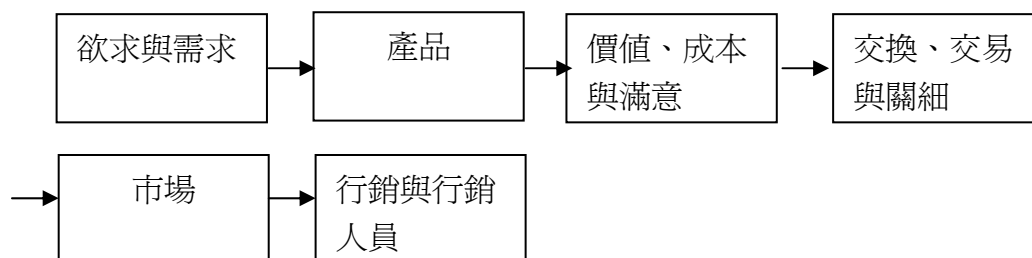 欲求與需求
產品
價值、成本
與滿意
交換、交易
與關細
市場
行銷與行銷
人員